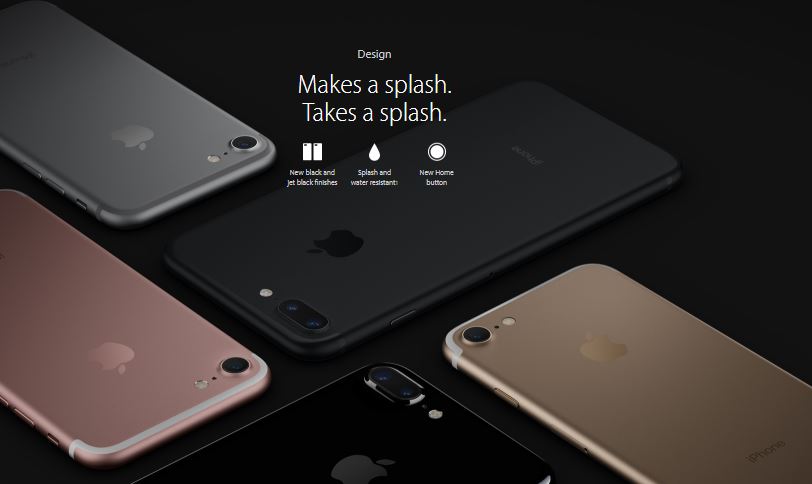 Design
Makes a splash.
Takes a splash.
New black and
jet black finishes
Splash and
water resistant¹
New Home
button
iPhone
iPhone